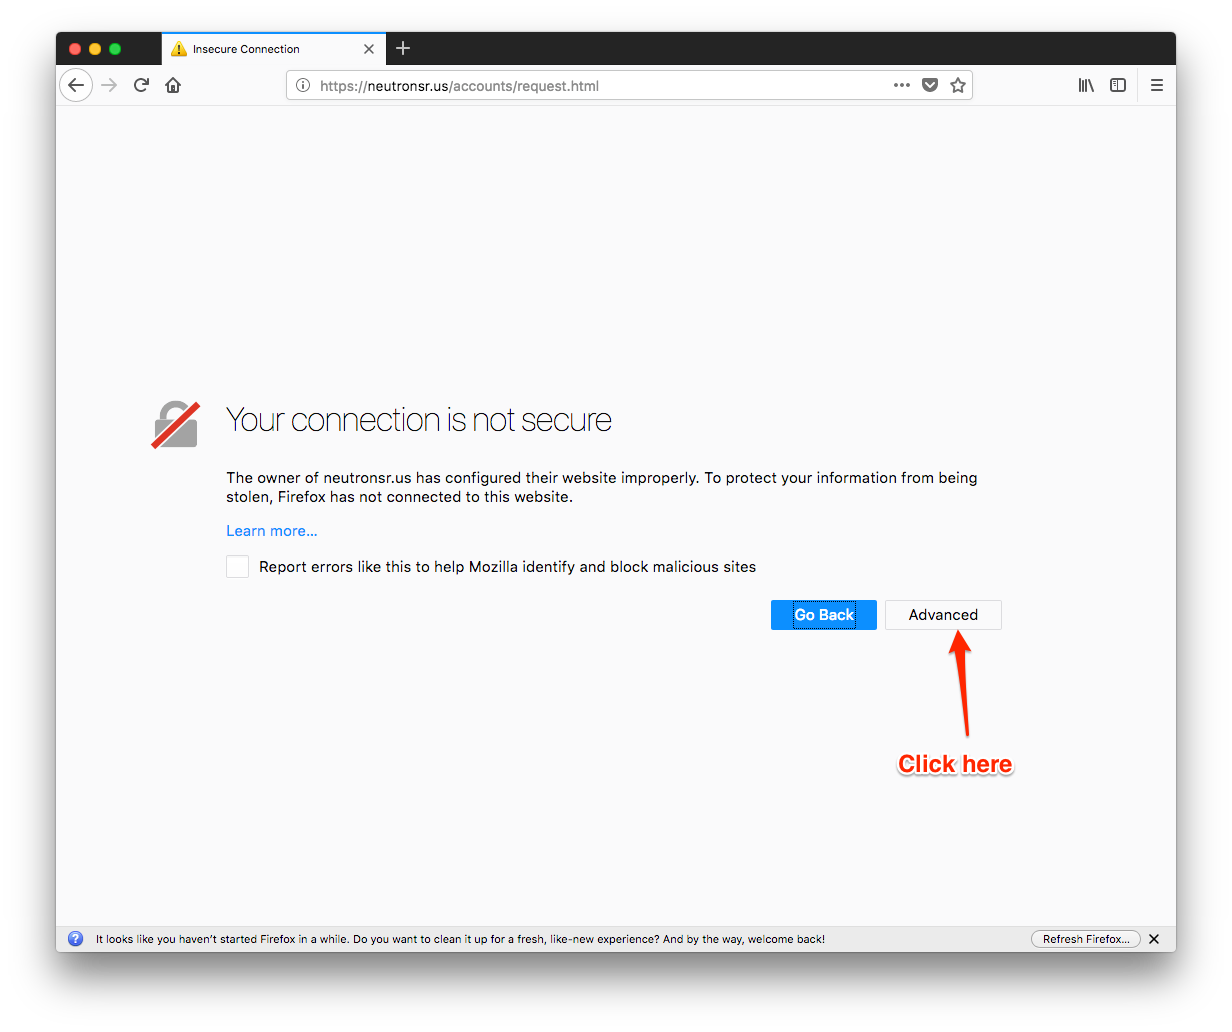 Insecure Connection
https://neutronsr.us/accounts/request.html
Your connection is not secure
The owner of neutronsr.us has configured their website improperly. To protect your information from being
stolen, Firefox has not connected to this website.
Learn more...
Report errors like this to help Mozilla identify and block malicious sites
Go Back
Advanced
Click here
It looks like you haven't started Firefox in a while. Do you want to clean it up for a fresh, like-new experience? And by the way, welcome back!
Refresh Firefox...